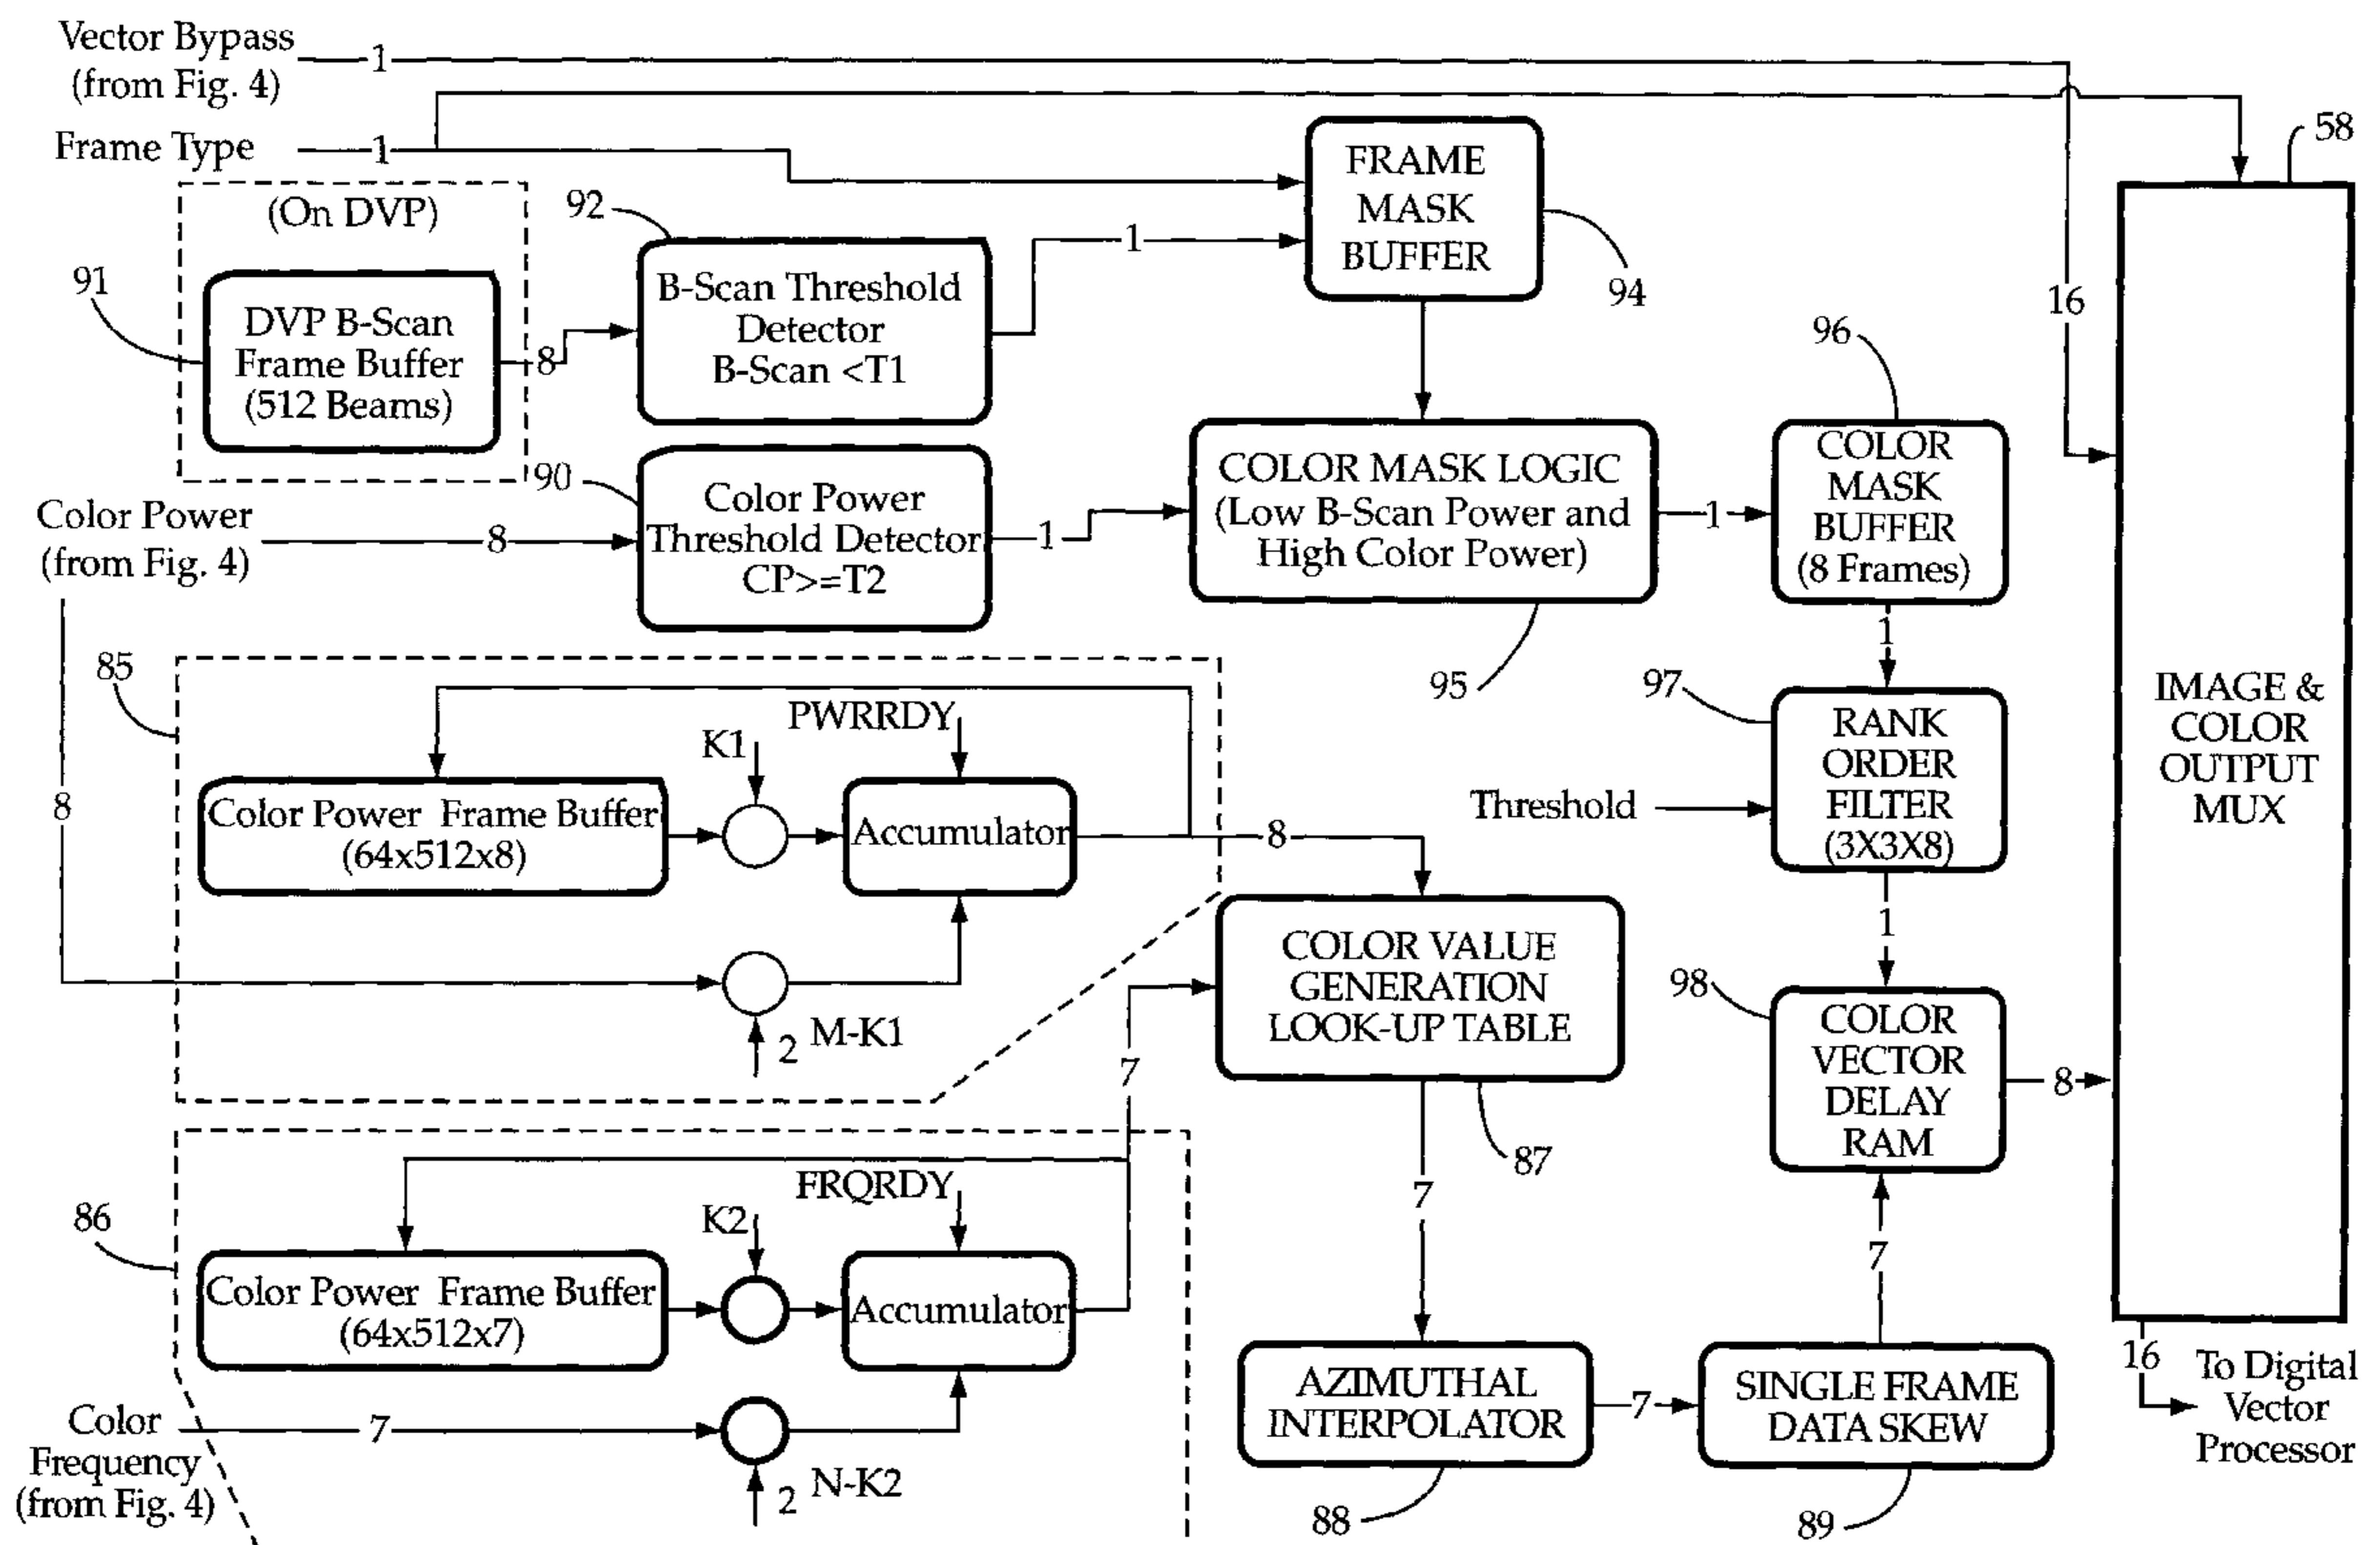 Vector Bypass
(from Fig. 4)
1
Frame Type
1
58
(On DVP)
92
FRAME
MASK
BUFFER
94
1
91
DVP B-Scan
Frame Buffer
(512 Beams)
8
B-Scan Threshold
Detector
B-Scan <T1
16
96
90
Color Power
(from Fig. 4)
8
Color Power
Threshold Detector
CP>=T2
1
COLOR MASK LOGIC
(Low B-Scan Power and
High Color Power)
1
COLOR
MASK
BUFFER
(8 Frames)
1
95
85
8
PWRRDY
K1
Color Power Frame Buffer
(64x512x8)
Accumulator
8
2 M-K1
97
Threshold
RANK
ORDER
FILTER
(3X3X8)
1
IMAGE &
COLOR
OUTPUT
MUX
COLOR VALUE
GENERATION
LOOK-UP TABLE
87
7
98
COLOR
VECTOR
DELAY
RAM
8
7
86
FRQRDY
K2
Color Power Frame Buffer
(64x512x7)
Accumulator
7
Color
Frequency
(from Fig. 4)
7
2 N-K2
AZIMUTHAL
INTERPOLATOR
88
7
SINGLE FRAME
DATA SKEW
89
16
To Digital
Vector
Processor